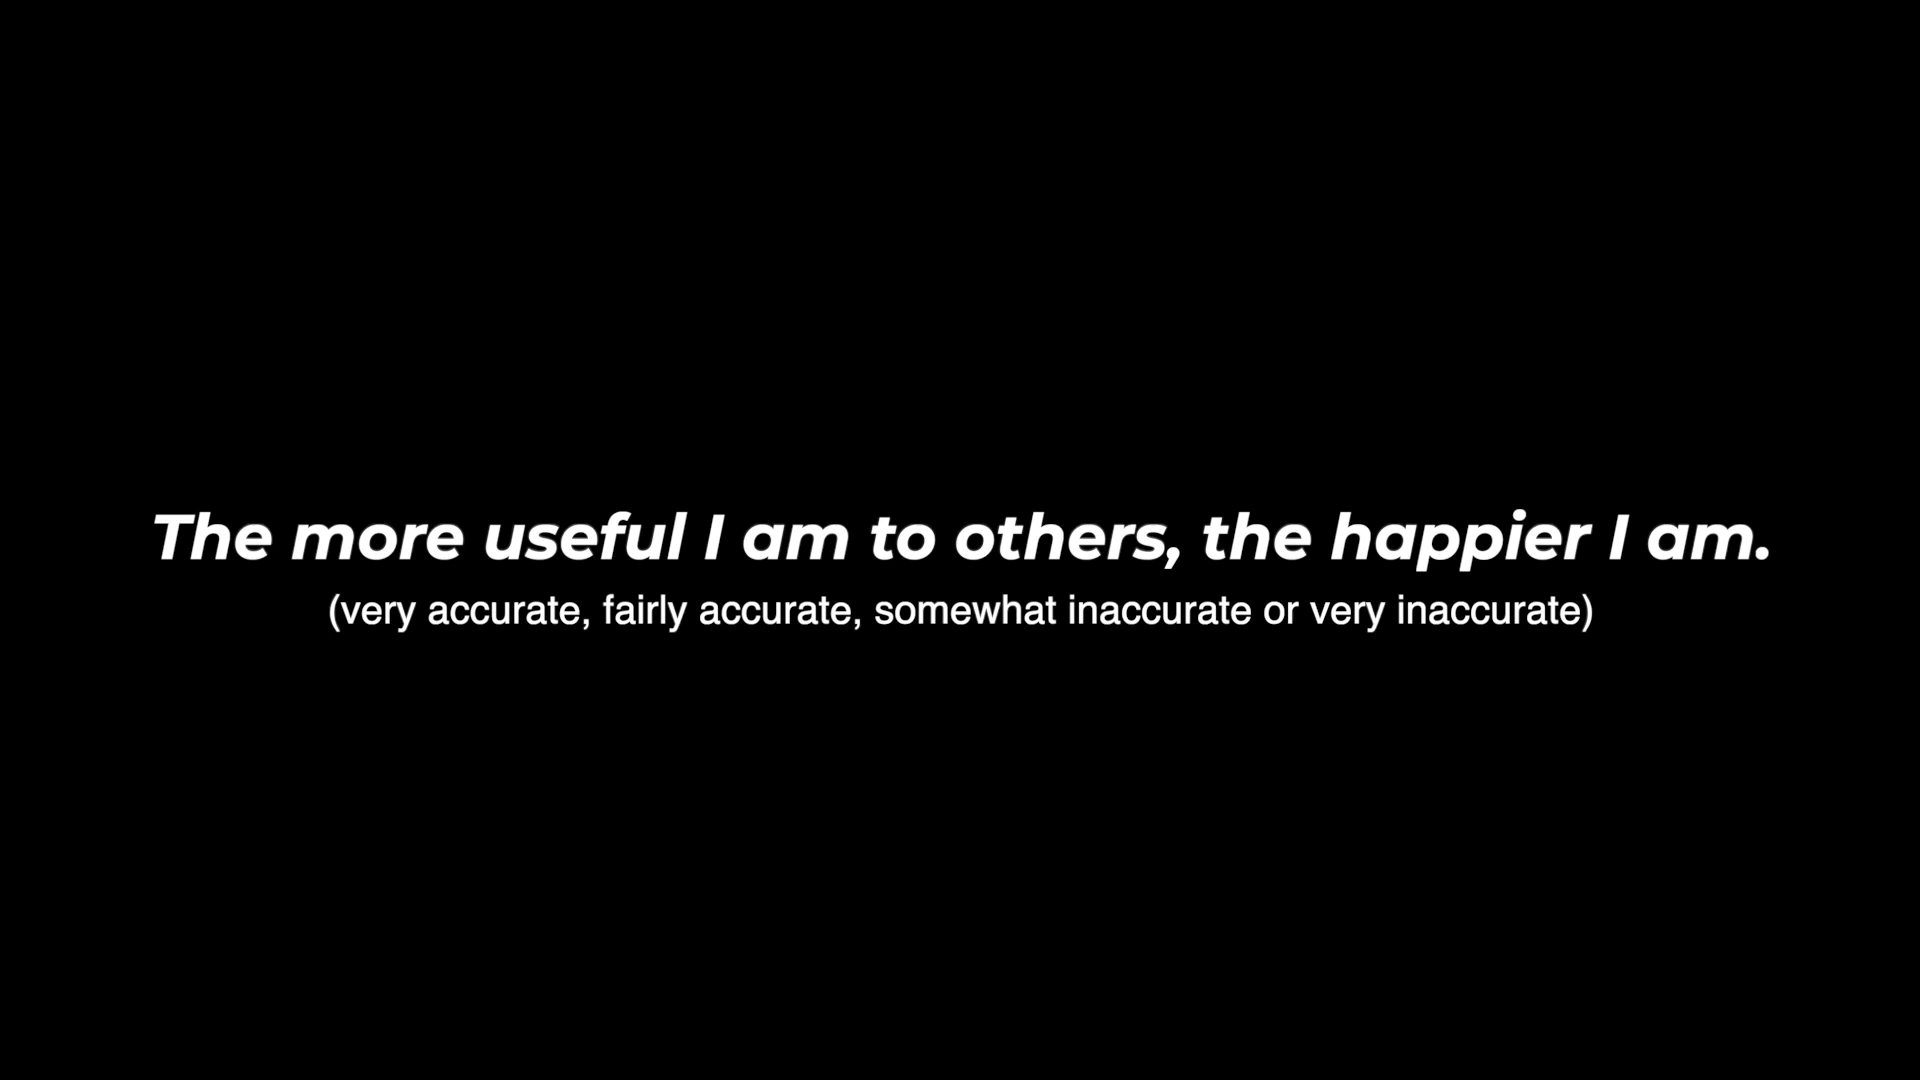 The more useful I am to others, the happier I am.
(very accurate, fairly accurate, somewhat inaccurate or very inaccurate)